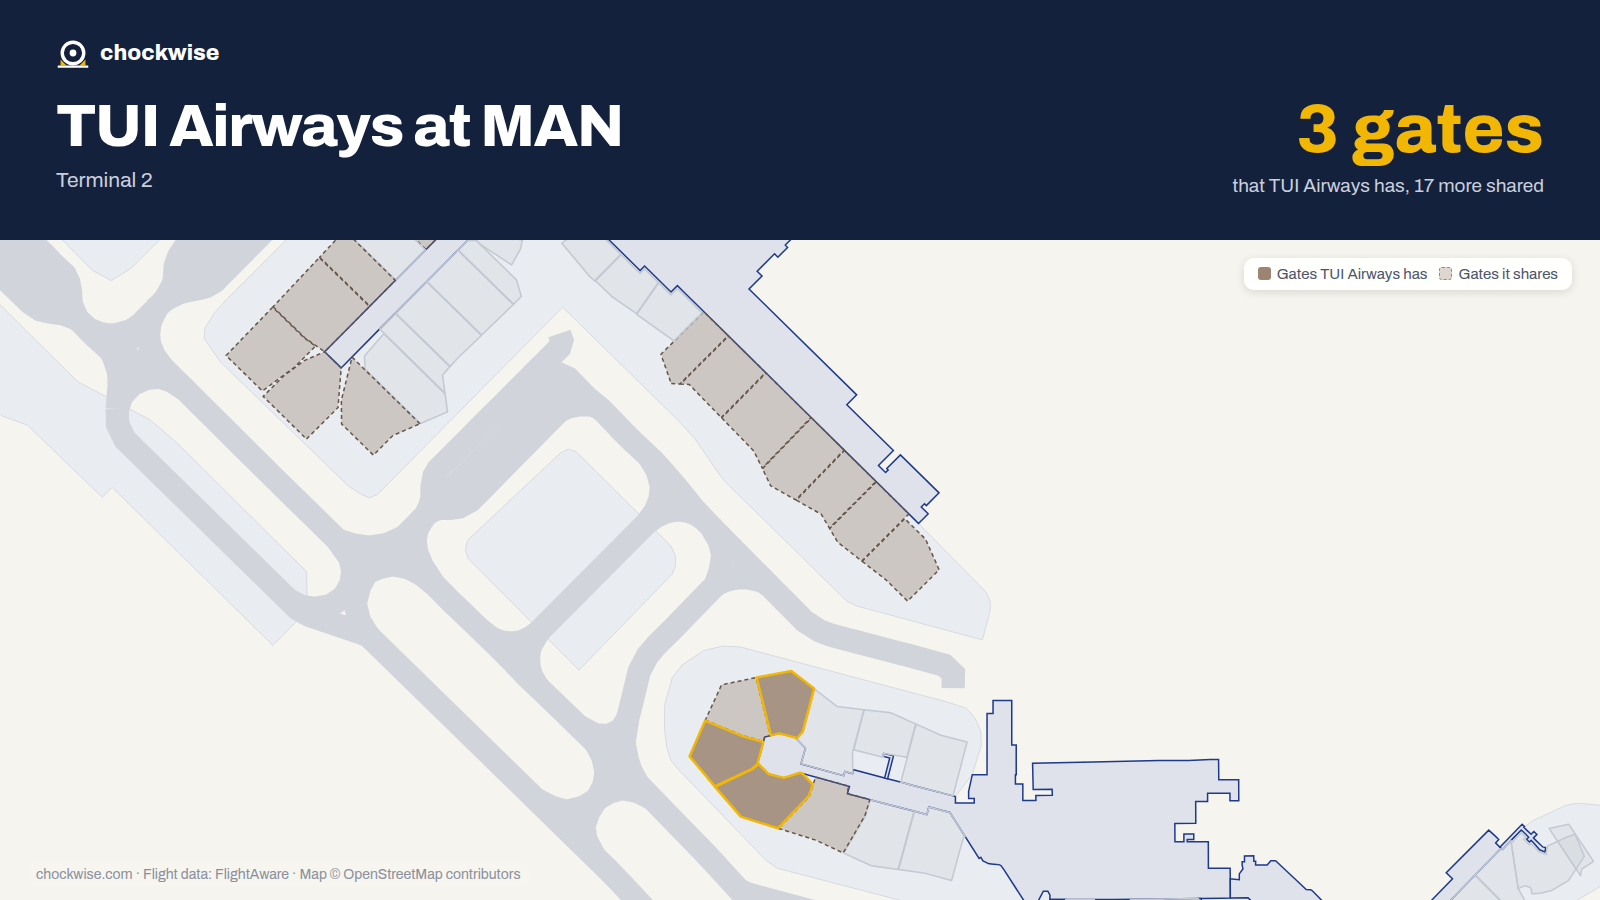 chockwise
TUI Airways at MAN
Terminal 2
3 gates
that TUI Airways has, 17 more shared
Gates TUI Airways has
Gates it shares
chockwise.com · Flight data: FlightAware · Map © OpenStreetMap contributors